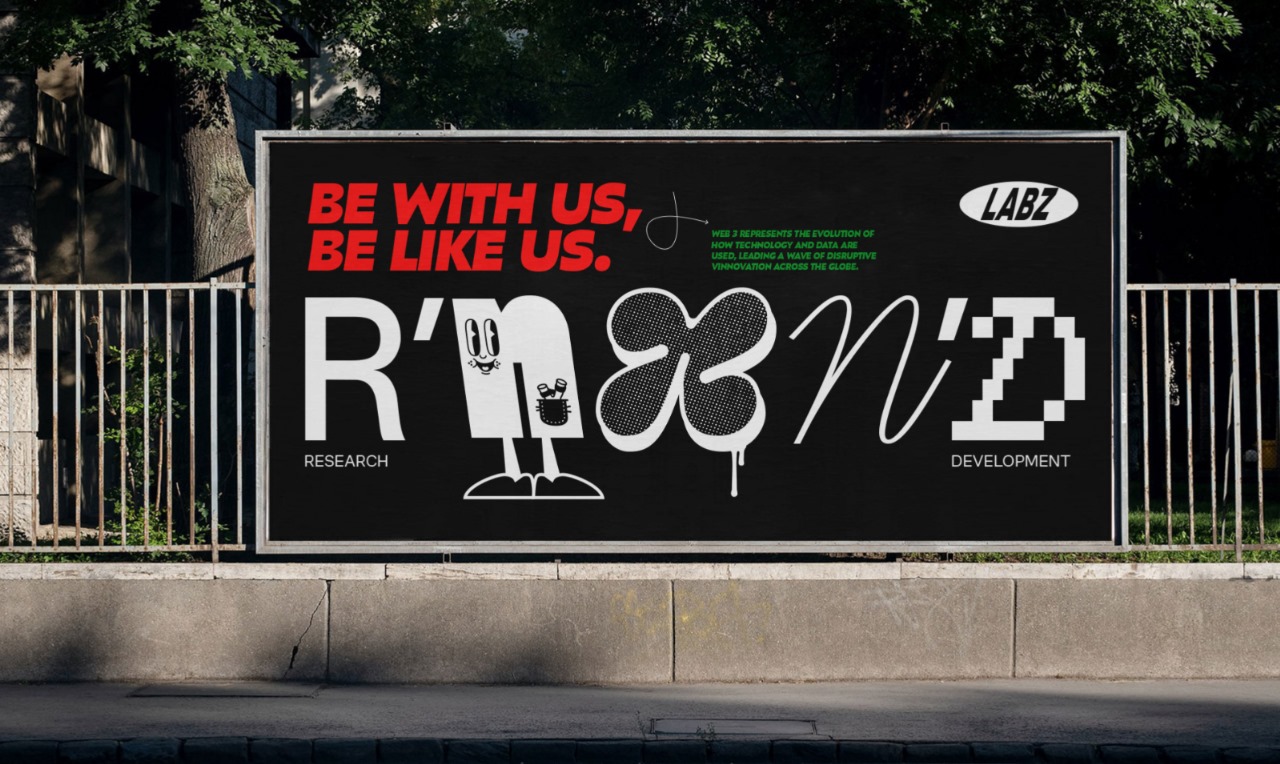 BE WITH US,
BE LIKE US.
WEB 3 REPRESENTS THE EVOLUTION OF
HOW TECHNOLOGY AND DATA ARE
USED, LEADING A WAVE OF DISRUPTIVE
VINNOVATION ACROSS THE GLOBE.
LABZ
R'n X n'D
RESEARCH
DEVELOPMENT